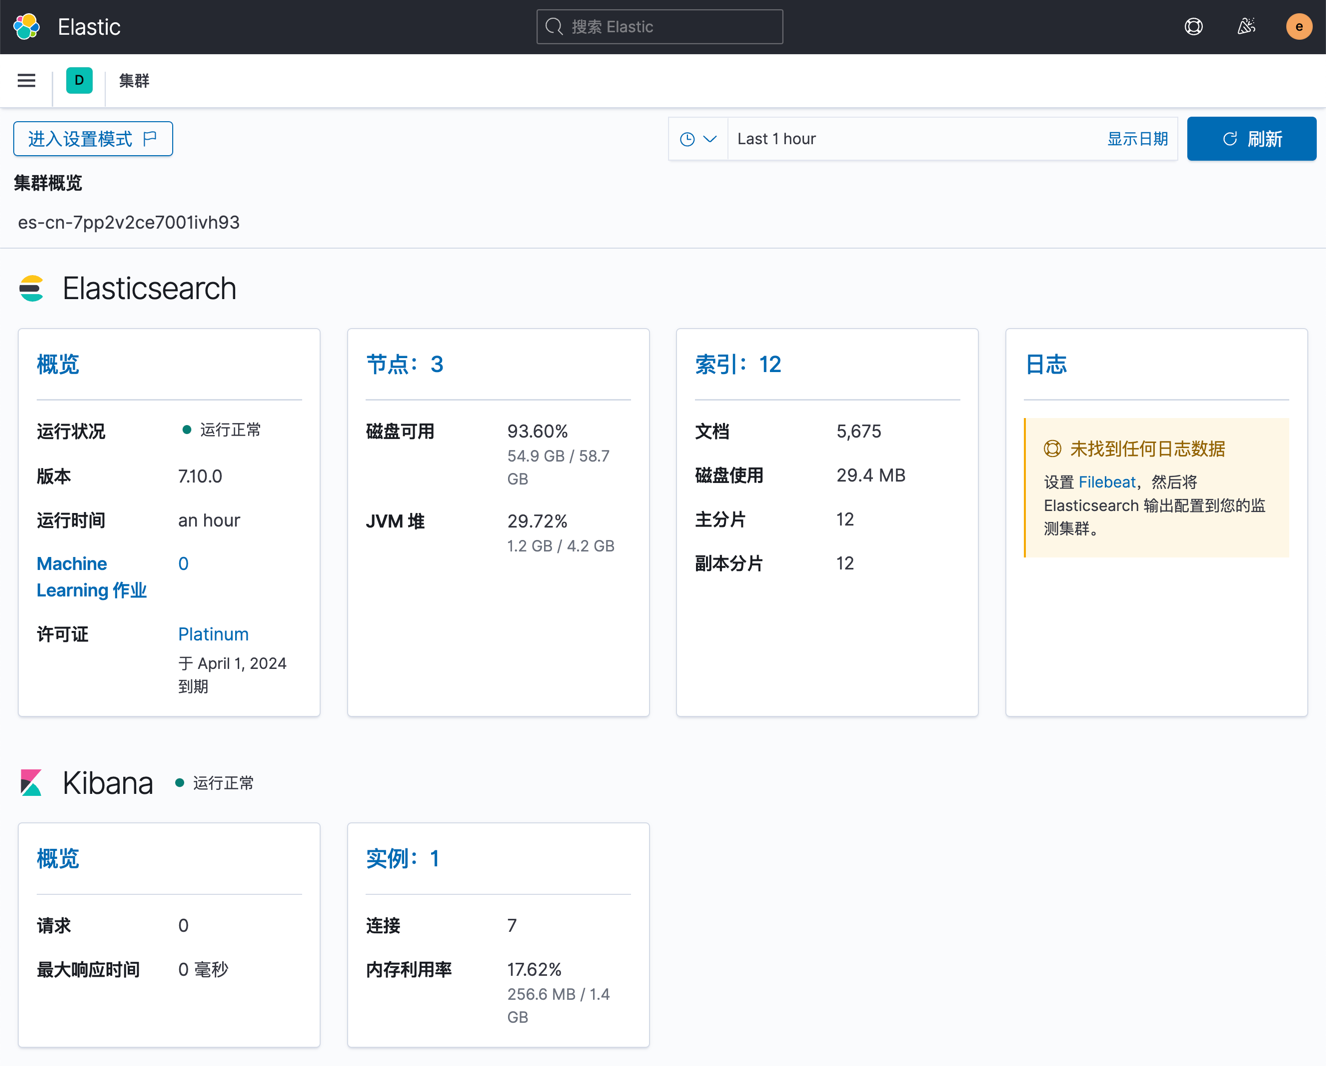 Elastic
搜索 Elastic
e
D
集群
进入设置模式
Last 1 hour
显示日期
刷新
集群概览
es-cn-7pp2v2ce7001ivh93
Elasticsearch
概览
运行状况
运行正常
版本
7.10.0
运行时间
an hour
Machine
Learning 作业
0
许可证
Platinum
于 April 1, 2024
到期
节点：3
磁盘可用
93.60%
54.9 GB / 58.7
GB
JVM 堆
29.72%
1.2 GB / 4.2 GB
索引：12
文档
5,675
磁盘使用
29.4 MB
主分片
12
副本分片
12
日志
未找到任何日志数据
设置 Filebeat，然后将
Elasticsearch 输出配置到您的监
测集群。
Kibana
运行正常
概览
请求
0
最大响应时间
0 毫秒
实例：1
连接
7
内存利用率
17.62%
256.6 MB / 1.4
GB